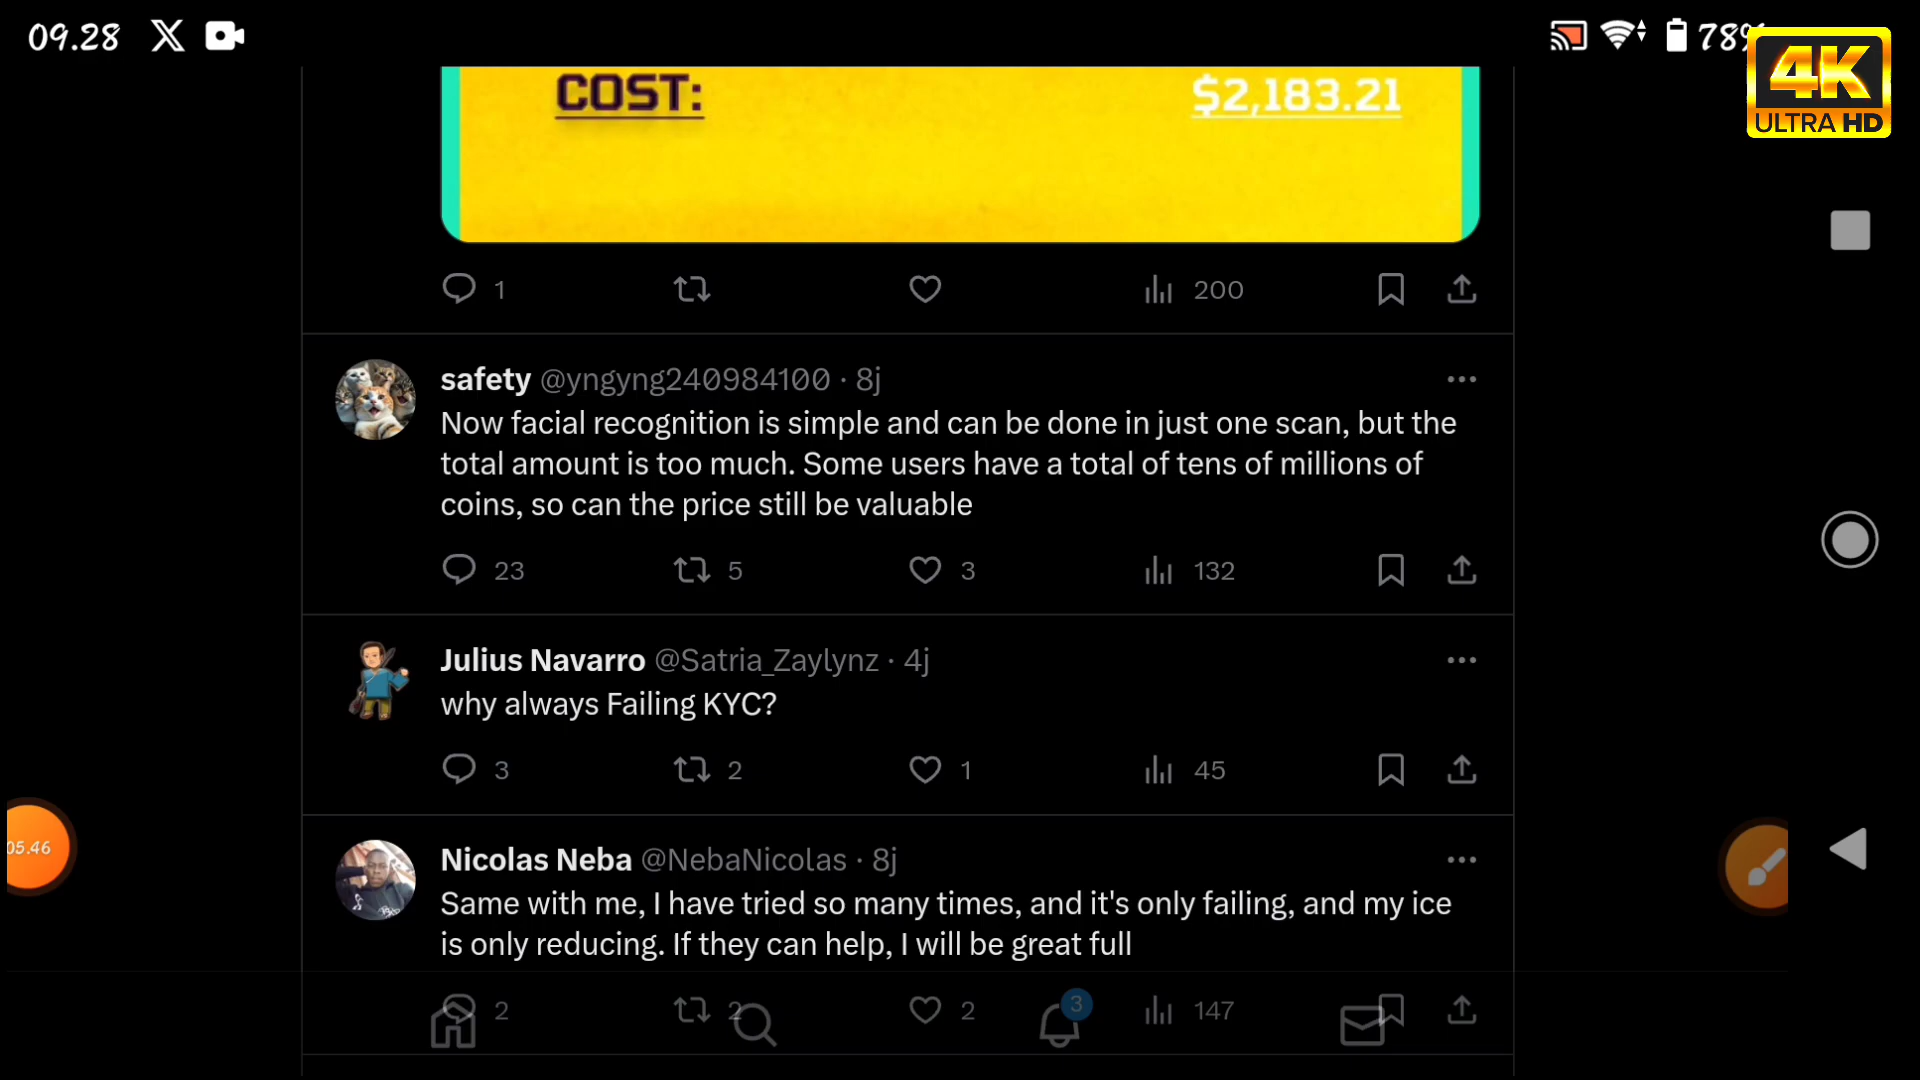 09.28
78%
4K
ULTRA HD
COST: $2,183.21
1 200
safety @yngyng240984100 · 8j
Now facial recognition is simple and can be done in just one scan, but the
total amount is too much. Some users have a total of tens of millions of
coins, so can the price still be valuable
23 5 3 132
Julius Navarro @Satria_Zaylynz · 4j
why always Failing KYC?
3 2 1 45
05.46
Nicolas Neba @NebaNicolas · 8j
Same with me, I have tried so many times, and it's only failing, and my ice
is only reducing. If they can help, I will be great full
2 2 2 147
3